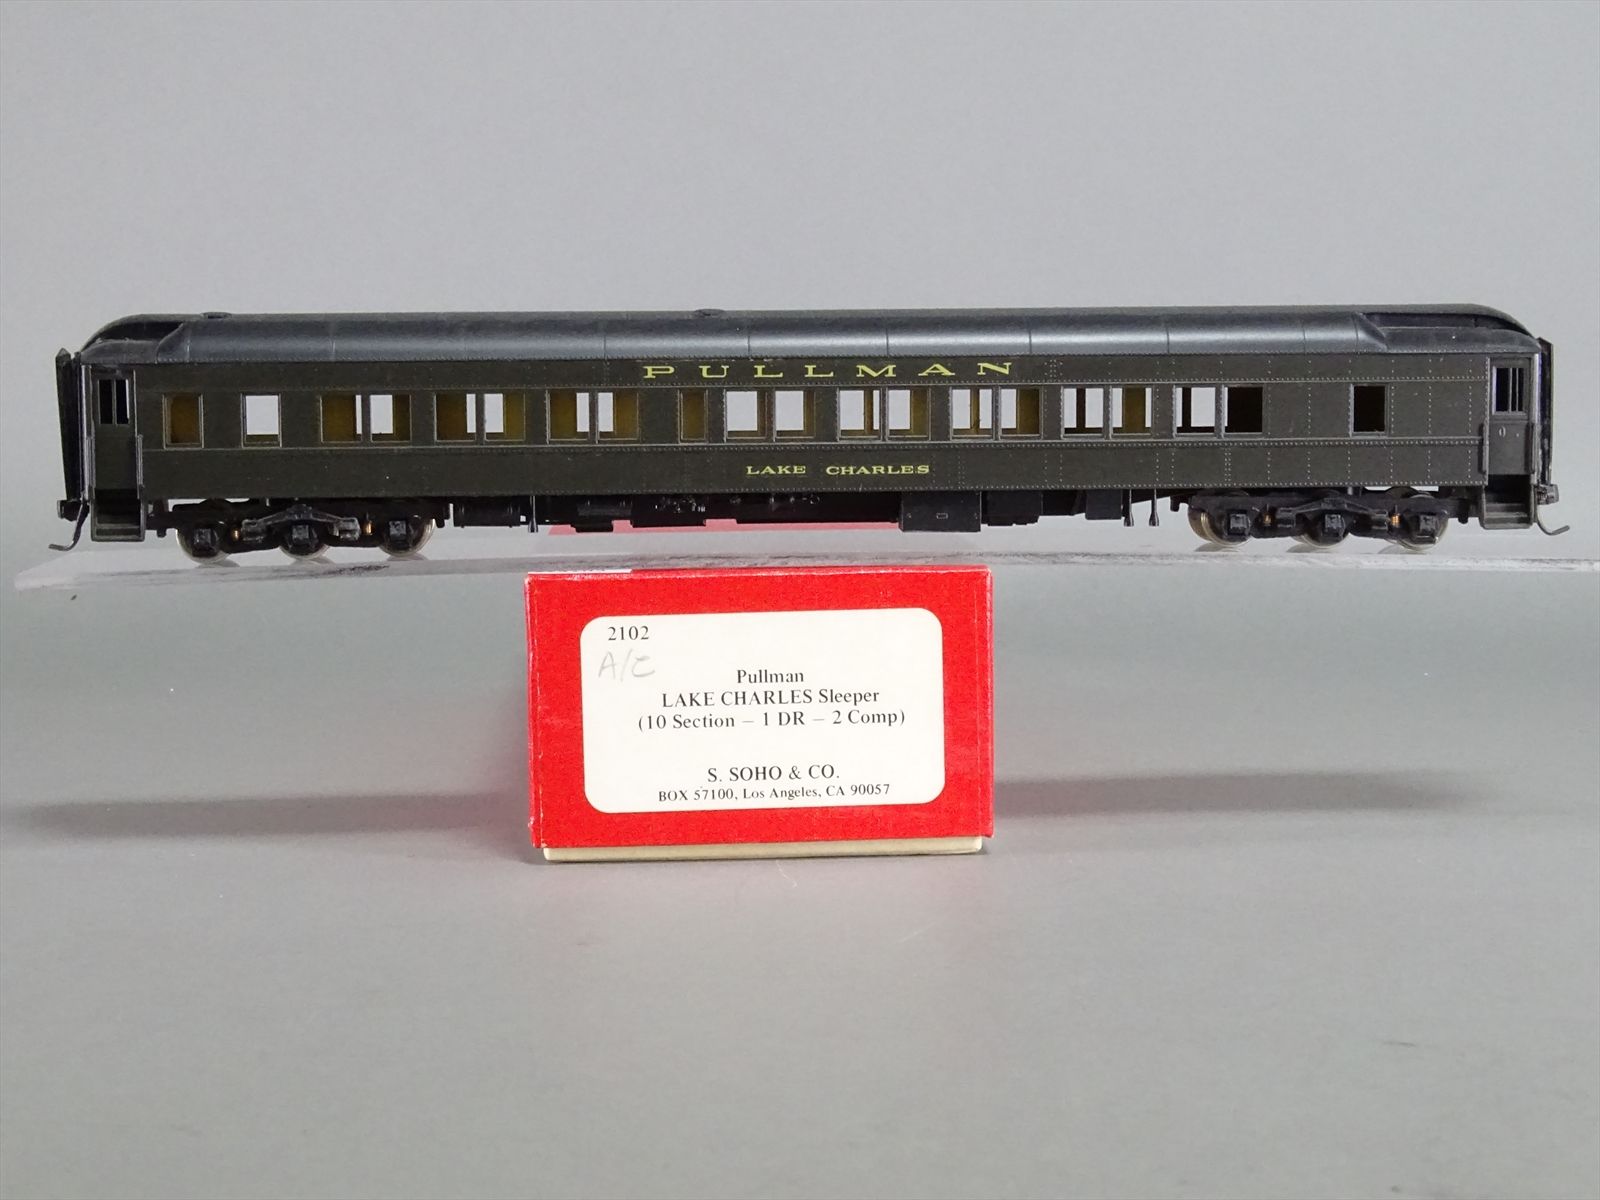 PULLMAN
LAKE CHARLES
2102
A/C
Pullman
LAKE CHARLES Sleeper
(10 Section – 1 DR – 2 Comp)
S. SOHO & CO.
BOX 57100, Los Angeles, CA 90057